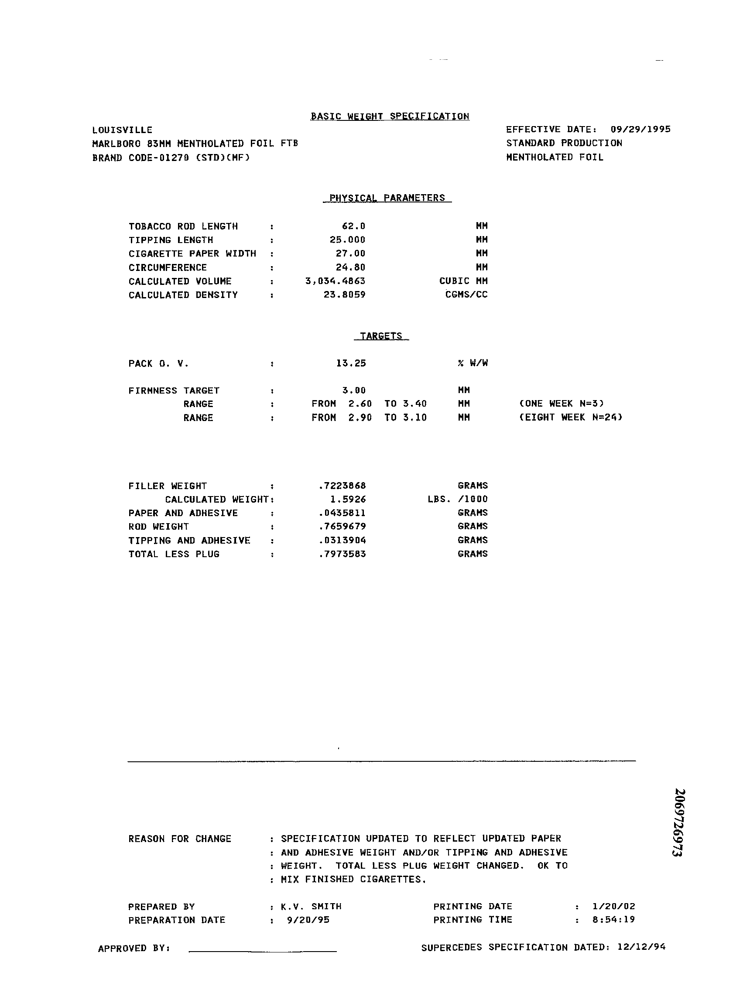 BASIC WEIGHT SPECIFICATION
LOUISVILLE EFFECTIVE DATE: 09/29/1995
MARLBORO 83MM MENTHOLATED FOIL FTB STANDARD PRODUCTION
BRAND CODE-01270 (STD)(MF) MENTHOLATED FOIL
PHYSICAL PARAMETERS
TOBACCO ROD LENGTH : 62.0 MM
TIPPING LENGTH : 25.000 MM
CIGARETTE PAPER WIDTH : 27.00 MM
CIRCUMFERENCE : 24.80 MM
CALCULATED VOLUME : 3,034.4863 CUBIC MM
CALCULATED DENSITY : 23.8059 CGMS/CC
TARGETS
PACK O. V. : 13.25 % W/W
FIRMNESS TARGET : 3.00 MM
RANGE : FROM 2.60 TO 3.40 MM (ONE WEEK N=3)
RANGE : FROM 2.90 TO 3.10 MM (EIGHT WEEK N=24)
FILLER WEIGHT : .7223868 GRAMS
CALCULATED WEIGHT: 1.5926 LBS. /1000
PAPER AND ADHESIVE : .0435811 GRAMS
ROD WEIGHT : .7659679 GRAMS
TIPPING AND ADHESIVE : .0313904 GRAMS
TOTAL LESS PLUG : .7973583 GRAMS
2069726973
REASON FOR CHANGE : SPECIFICATION UPDATED TO REFLECT UPDATED PAPER
: AND ADHESIVE WEIGHT AND/OR TIPPING AND ADHESIVE
: WEIGHT. TOTAL LESS PLUG WEIGHT CHANGED. OK TO
: MIX FINISHED CIGARETTES.
PREPARED BY : K.V. SMITH PRINTING DATE : 1/20/02
PREPARATION DATE : 9/20/95 PRINTING TIME : 8:54:19
APPROVED BY: SUPERCEDES SPECIFICATION DATED: 12/12/94